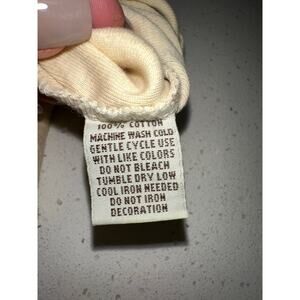 100% COTTON
MACHINE WASH COLD
GENTLE CYCLE USE
WITH LIKE COLORS
DO NOT BLEACH
TUMBLE DRY LOW
COOL IRON NEEDED
DO NOT IRON
DECORATION